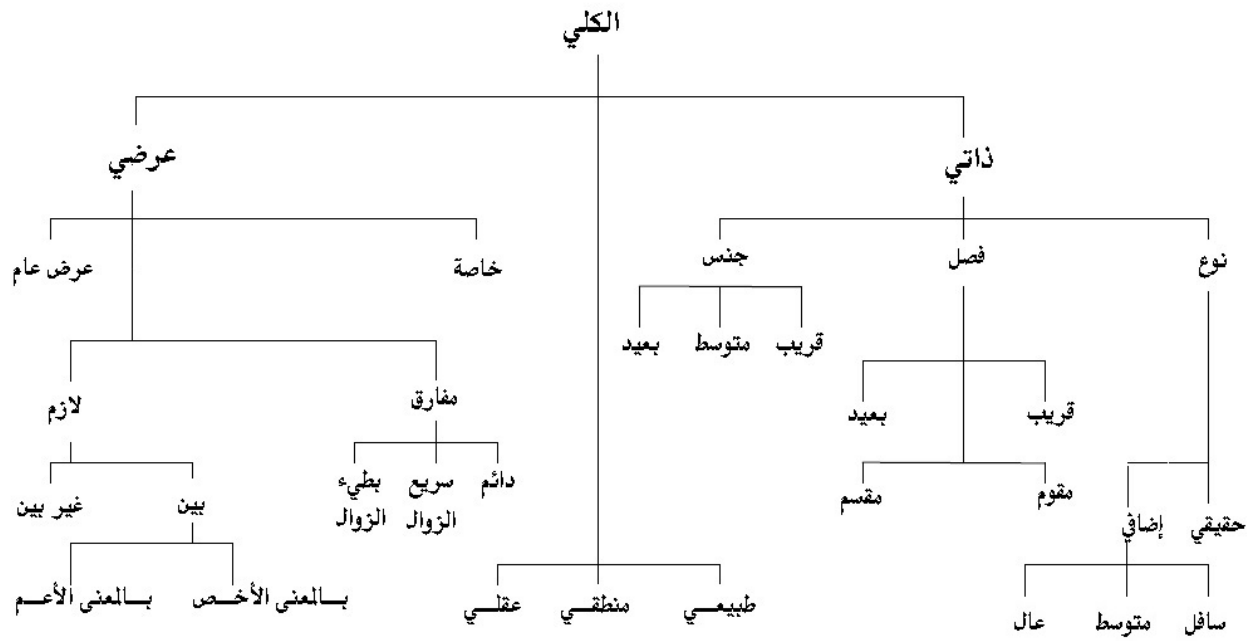 الكلي
ذاتي
عرضي
نوع
فصل
جنس
خاصة
عرض عام
قريب
متوسط
بعيد
قريب
بعيد
مفارق
لازم
مقوم
مقسم
دائم
سريع
الزوال
بطيء
الزوال
بين
غير بين
حقيقي
إضافي
بالمعنى الأخص
بالمعنى الأعم
طبيعي
منطقي
عقلي
سافل
متوسط
عال